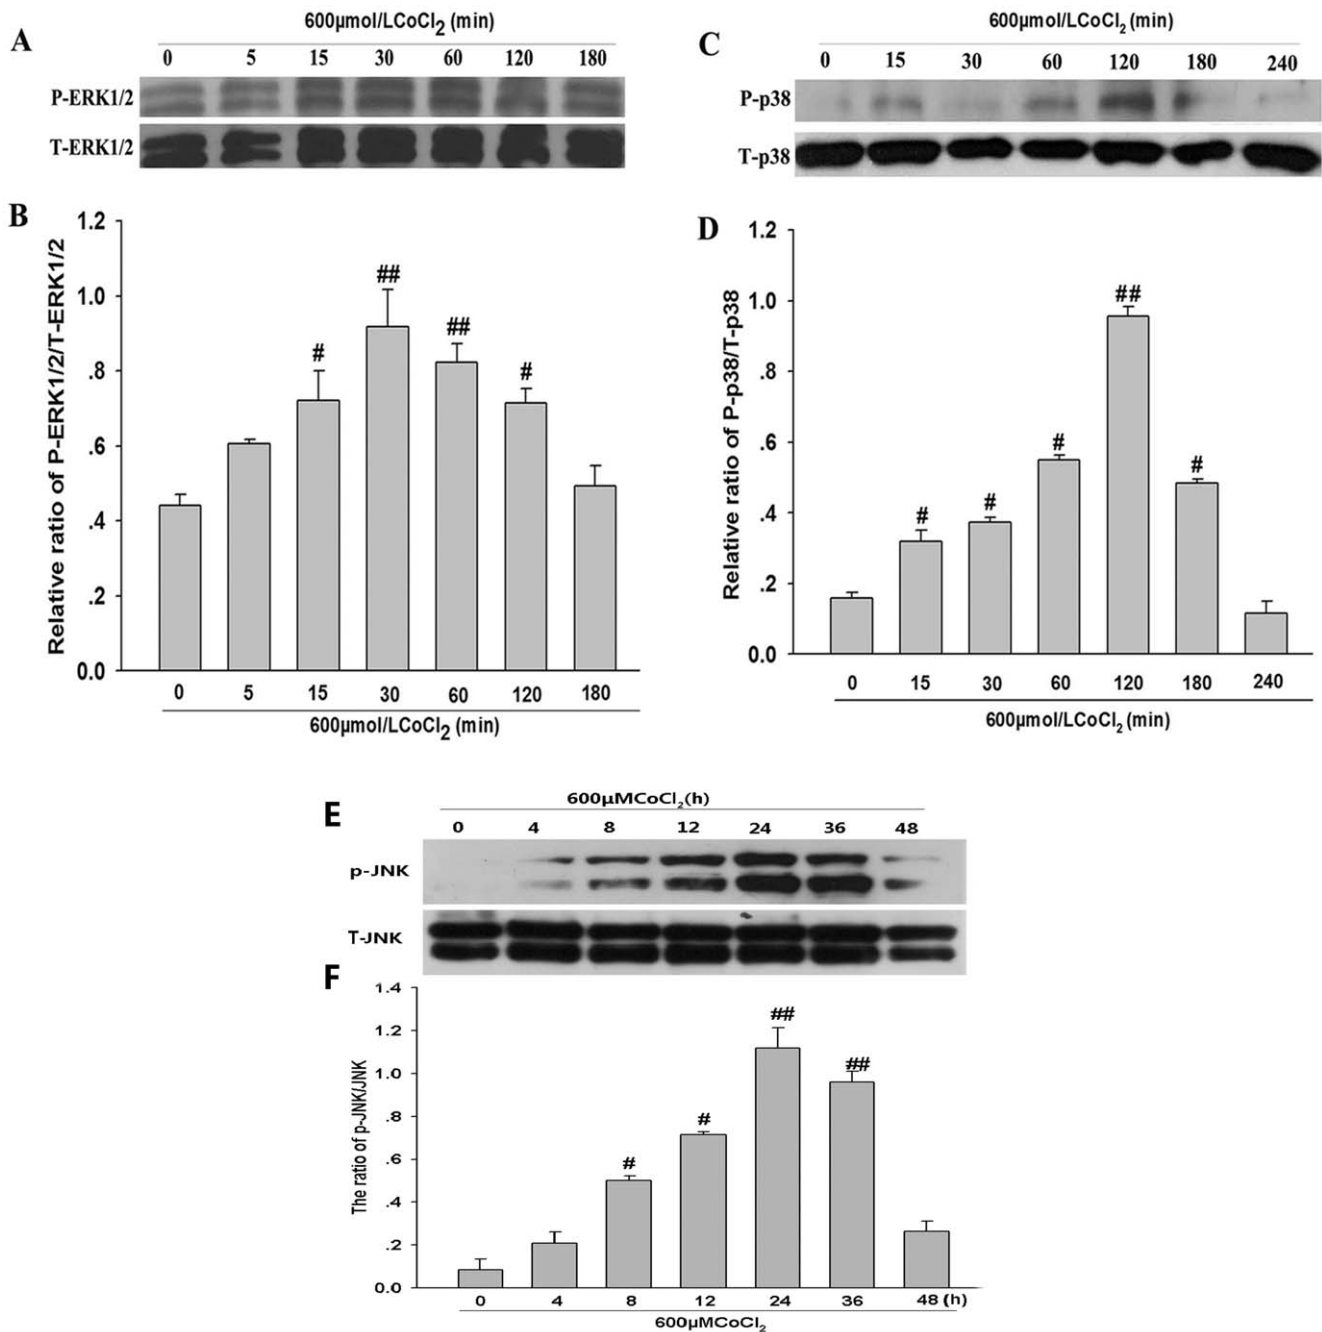 A
600µmol/LCoCl2 (min)
0 5 15 30 60 120 180
P-ERK1/2
T-ERK1/2
B
Relative ratio of P-ERK1/2/T-ERK1/2
1.2
1.0
.8
.6
.4
.2
0.0
# ## ## #
0 5 15 30 60 120 180
600µmol/LCoCl2 (min)
C
600µmol/LCoCl2 (min)
0 15 30 60 120 180 240
P-p38
T-p38
D
Relative ratio of P-p38/T-p38
1.2
1.0
.8
.6
.4
.2
0.0
# # # ## #
0 15 30 60 120 180 240
600µmol/LCoCl2 (min)
E
600µMCoCl2(h)
0 4 8 12 24 36 48
p-JNK
T-JNK
F
The ratio of p-JNK/JNK
1.4
1.2
1.0
.8
.6
.4
.2
0.0
# # ## ##
0 4 8 12 24 36 48 (h)
600µMCoCl2